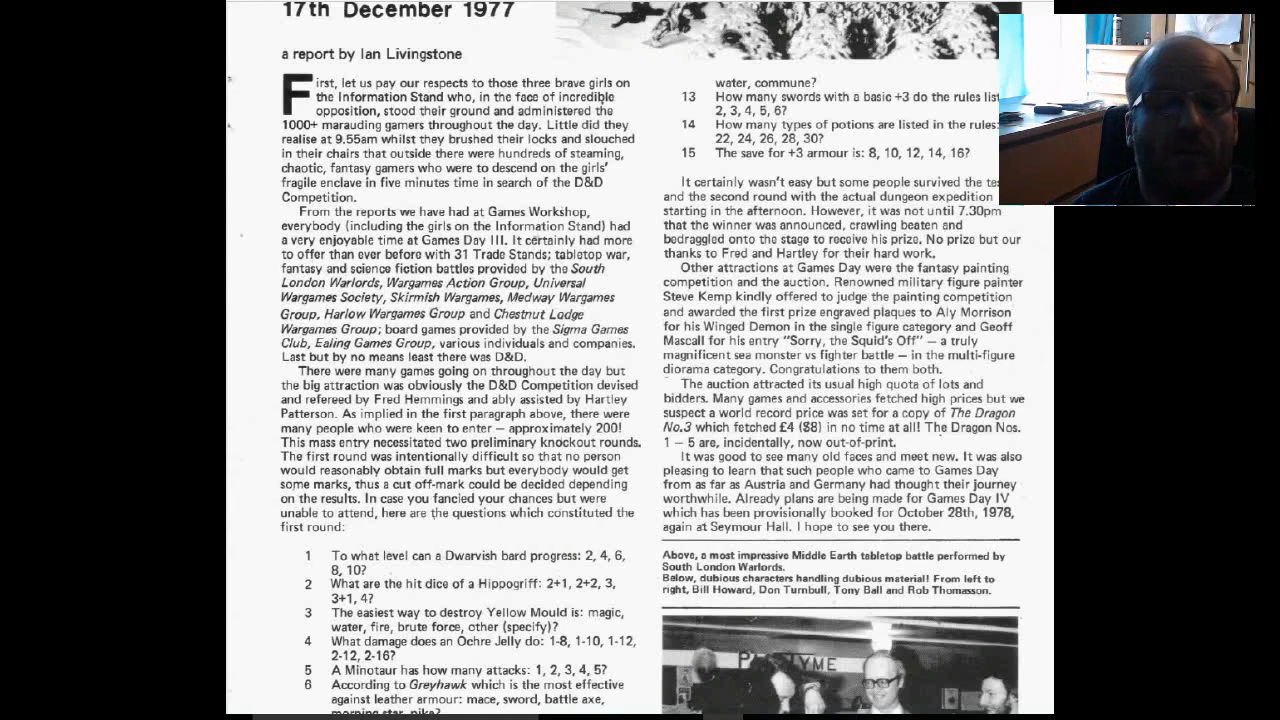 17th December 1977
a report by Ian Livingstone
First, let us pay our respects to those three brave girls on
the Information Stand who, in the face of incredible
opposition, stood their ground and administered the
1000+ marauding gamers throughout the day. Little did they
realise at 9.55am whilst they brushed their locks and slouched
in their chairs that outside there were hundreds of steaming,
chaotic, fantasy gamers who were to descend on the girls'
fragile enclave in five minutes time in search of the D&D
Competition.
From the reports we have had at Games Workshop,
everybody (including the girls on the Information Stand) had
a very enjoyable time at Games Day III. It certainly had more
to offer than ever before with 31 Trade Stands; tabletop war,
fantasy and science fiction battles provided by the South
London Warlords, Wargames Action Group, Universal
Wargames Society, Skirmish Wargames, Medway Wargames
Group, Harlow Wargames Group and Chestnut Lodge
Wargames Group; board games provided by the Sigma Games
Club, Ealing Games Group, various individuals and companies.
Last but by no means least there was D&D.
There were many games going on throughout the day but
the big attraction was obviously the D&D Competition devised
and refereed by Fred Hemmings and ably assisted by Hartley
Patterson. As implied in the first paragraph above, there were
many people who were keen to enter — approximately 200!
This mass entry necessitated two preliminary knockout rounds.
The first round was intentionally difficult so that no person
would reasonably obtain full marks but everybody would get
some marks, thus a cut off-mark could be decided depending
on the results. In case you fancied your chances but were
unable to attend, here are the questions which constituted the
first round:
1 To what level can a Dwarvish bard progress: 2, 4, 6,
8, 10?
2 What are the hit dice of a Hippogriff: 2+1, 2+2, 3,
3+1, 4?
3 The easiest way to destroy Yellow Mould is: magic,
water, fire, brute force, other (specify)?
4 What damage does an Ochre Jelly do: 1-8, 1-10, 1-12,
2-12, 2-16?
5 A Minotaur has how many attacks: 1, 2, 3, 4, 5?
6 According to Greyhawk which is the most effective
against leather armour: mace, sword, battle axe,
morning star, pike?
water, commune?
13 How many swords with a basic +3 do the rules list
2, 3, 4, 5, 6?
14 How many types of potions are listed in the rules:
22, 24, 26, 28, 30?
15 The save for +3 armour is: 8, 10, 12, 14, 16?
It certainly wasn't easy but some people survived the
and the second round with the actual dungeon expedition
starting in the afternoon. However, it was not until 7.30pm
that the winner was announced, crawling beaten and
bedraggled onto the stage to receive his prize. No prize but our
thanks to Fred and Hartley for their hard work.
Other attractions at Games Day were the fantasy painting
competition and the auction. Renowned military figure painter
Steve Kemp kindly offered to judge the painting competition
and awarded the first prize engraved plaques to Aly Morrison
for his Winged Demon in the single figure category and Geoff
Mascall for his entry "Sorry, the Squid's Off" — a truly
magnificent sea monster vs fighter battle — in the multi-figure
diorama category. Congratulations to them both.
The auction attracted its usual high quota of lots and
bidders. Many games and accessories fetched high prices but we
suspect a world record price was set for a copy of The Dragon
No.3 which fetched £4 ($8) in no time at all! The Dragon Nos.
1 — 5 are, incidentally, now out-of-print.
It was good to see many old faces and meet new. It was also
pleasing to learn that such people who came to Games Day
from as far as Austria and Germany had thought their journey
worthwhile. Already plans are being made for Games Day IV
which has been provisionally booked for October 28th, 1978,
again at Seymour Hall. I hope to see you there.
Above, a most impressive Middle Earth tabletop battle performed by
South London Warlords.
Below, dubious characters handling dubious material! From left to
right, Bill Howard, Don Turnbull, Tony Ball and Rob Thomasson.